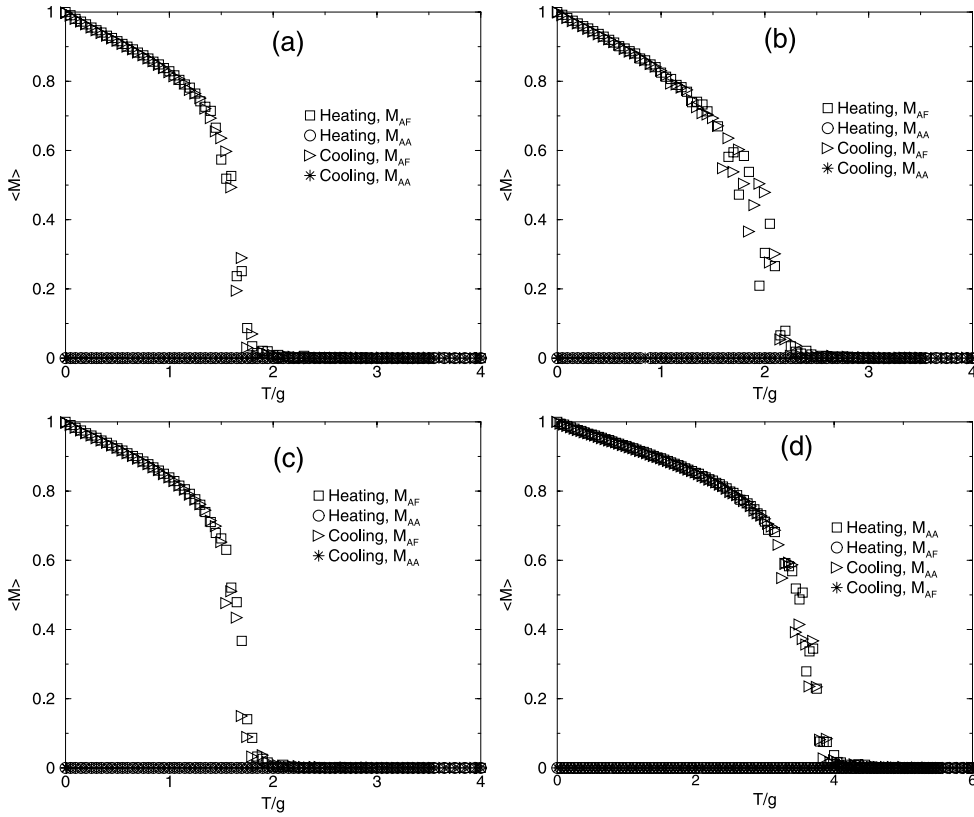 (a)
1
0.8
0.6
0.4
0.2
0
<M>
Heating, M_AF
Heating, M_AA
Cooling, M_AF
Cooling, M_AA
0 1 2 3 4
T/g
(b)
1
0.8
0.6
0.4
0.2
0
<M>
Heating, M_AF
Heating, M_AA
Cooling, M_AF
Cooling, M_AA
0 1 2 3 4
T/g
(c)
1
0.8
0.6
0.4
0.2
0
<M>
Heating, M_AF
Heating, M_AA
Cooling, M_AF
Cooling, M_AA
0 1 2 3 4
T/g
(d)
1
0.8
0.6
0.4
0.2
0
<M>
Heating, M_AA
Heating, M_AF
Cooling, M_AA
Cooling, M_AF
0 1 2 3 4 5 6
T/g